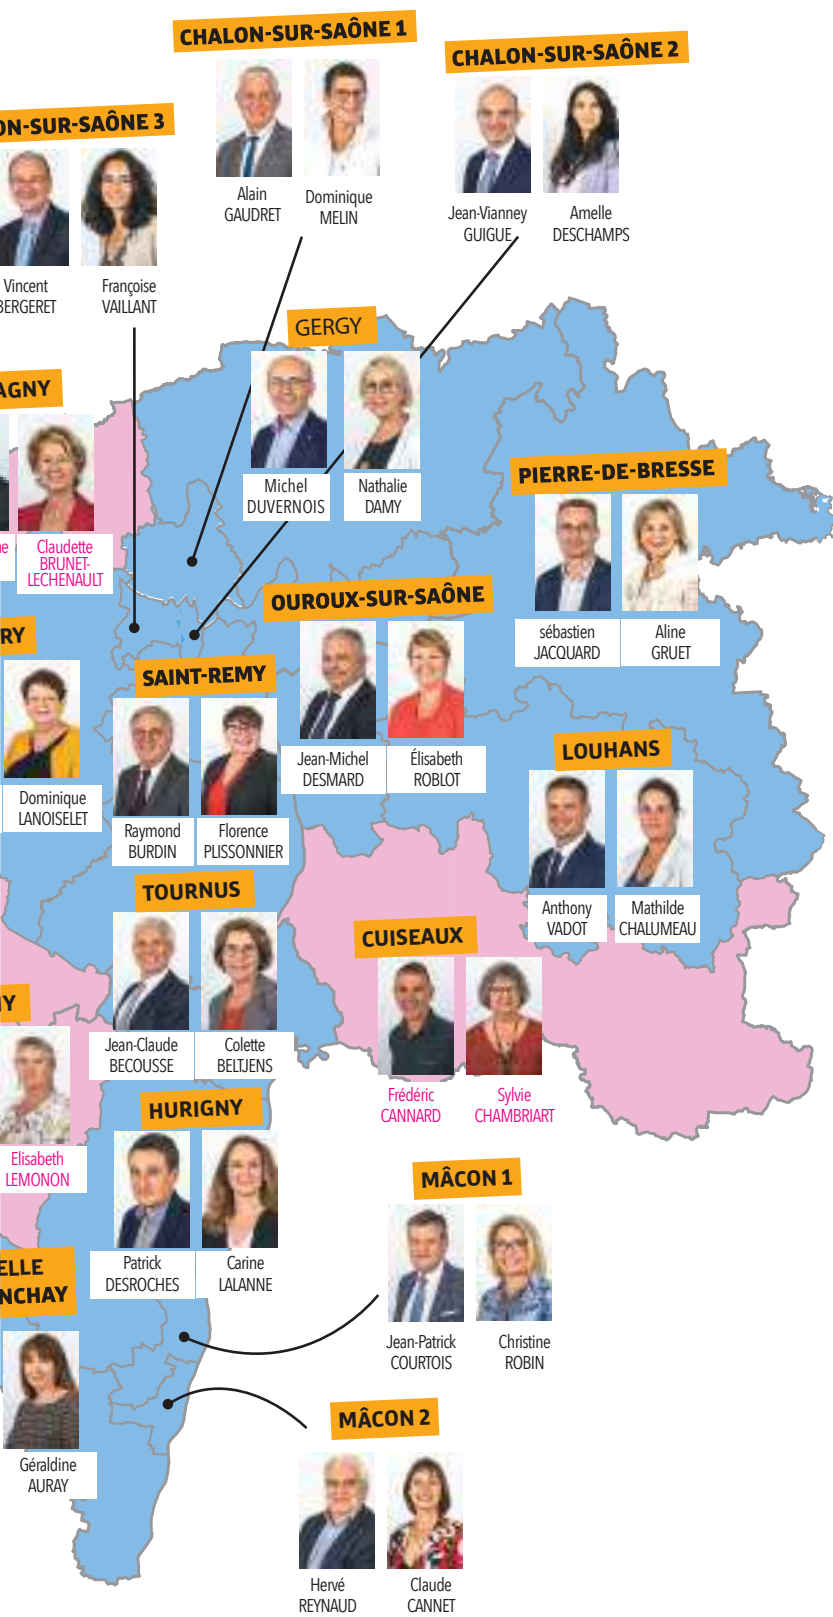 CHALON-SUR-SAÔNE 1
CHALON-SUR-SAÔNE 2
ON-SUR-SAÔNE 3
Alain
GAUDRET
Dominique
MELIN
Jean-Vianney
GUIGUE
Amelle
DESCHAMPS
Vincent
BERGERET
Françoise
VAILLANT
GERGY
Michel
DUVERNOIS
Nathalie
DAMY
AGNY
ne
Claudette
BRUNET-
LECHENAULT
PIERRE-DE-BRESSE
sébastien
JACQUARD
Aline
GRUET
OUROUX-SUR-SAÔNE
Jean-Michel
DESMARD
Élisabeth
ROBLOT
RY
Dominique
LANOISELET
SAINT-REMY
Raymond
BURDIN
Florence
PLISSONNIER
LOUHANS
Anthony
VADOT
Mathilde
CHALUMEAU
TOURNUS
Jean-Claude
BECOUSSE
Colette
BELTJENS
CUISEAUX
Frédéric
CANNARD
Sylvie
CHAMBRIART
NY
Elisabeth
LEMONON
HURIGNY
Patrick
DESROCHES
Carine
LALANNE
MÂCON 1
Jean-Patrick
COURTOIS
Christine
ROBIN
ELLE
NCHAY
Géraldine
AURAY
MÂCON 2
Hervé
REYNAUD
Claude
CANNET